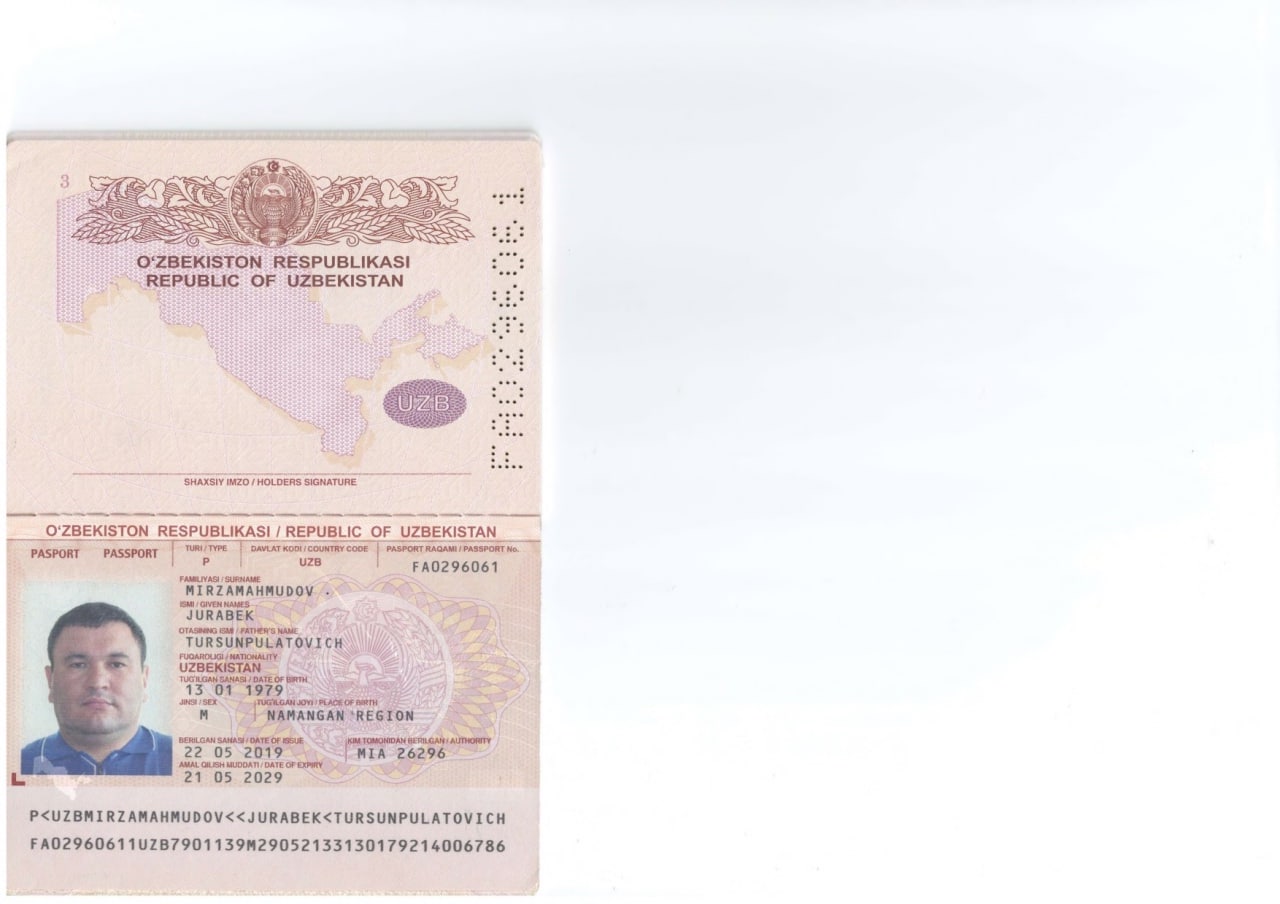 3
O‘ZBEKISTON RESPUBLIKASI
REPUBLIC OF UZBEKISTAN
FA0296061
UZB
SHAXSIY IMZO / HOLDERS SIGNATURE
O‘ZBEKISTON RESPUBLIKASI / REPUBLIC OF UZBEKISTAN
PASPORT PASSPORT TURI / TYPE DAVLAT KODI / COUNTRY CODE PASPORT RAQAMI / PASSPORT No.
P UZB FA0296061
FAMILIYASI / SURNAME
MIRZAMAHMUDOV
ISMI / GIVEN NAMES
JURABEK
OTASINING ISMI / FATHER'S NAME
TURSUNPULATOVICH
FUQAROLIGI / NATIONALITY
UZBEKISTAN
TUG'ILGAN SANASI / DATE OF BIRTH
13 01 1979
JINSI / SEX TUG'ILGAN JOYI / PLACE OF BIRTH
M NAMANGAN REGION
BERILGAN SANASI / DATE OF ISSUE KIM TOMONIDAN BERILGAN / AUTHORITY
22 05 2019 MIA 26296
AMAL QILISH MUDDATI / DATE OF EXPIRY
21 05 2029
P<UZBMIRZAMAHMUDOV<<JURABEK<TURSUNPULATOVICH
FA02960611UZB7901139M29052133130179214006786